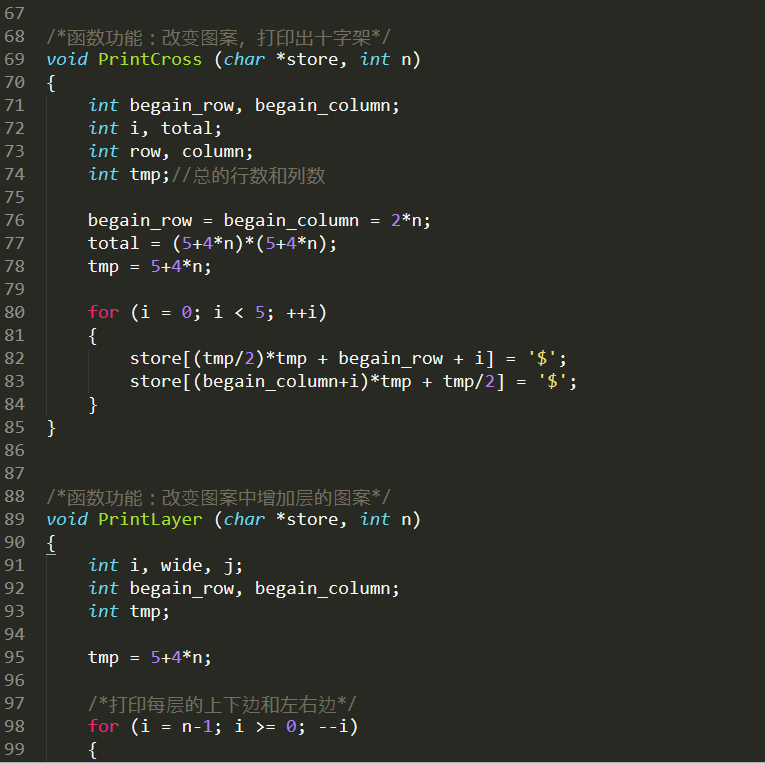 67
68 /*函数功能：改变图案，打印出十字架*/
69 void PrintCross (char *store, int n)
70 {
71     int begain_row, begain_column;
72     int i, total;
73     int row, column;
74     int tmp;//总的行数和列数
75
76     begain_row = begain_column = 2*n;
77     total = (5+4*n)*(5+4*n);
78     tmp = 5+4*n;
79
80     for (i = 0; i < 5; ++i)
81     {
82         store[(tmp/2)*tmp + begain_row + i] = '$';
83         store[(begain_column+i)*tmp + tmp/2] = '$';
84     }
85 }
86
87
88 /*函数功能：改变图案中增加层的图案*/
89 void PrintLayer (char *store, int n)
90 {
91     int i, wide, j;
92     int begain_row, begain_column;
93     int tmp;
94
95     tmp = 5+4*n;
96
97     /*打印每层的上下边和左右边*/
98     for (i = n-1; i >= 0; --i)
99     {